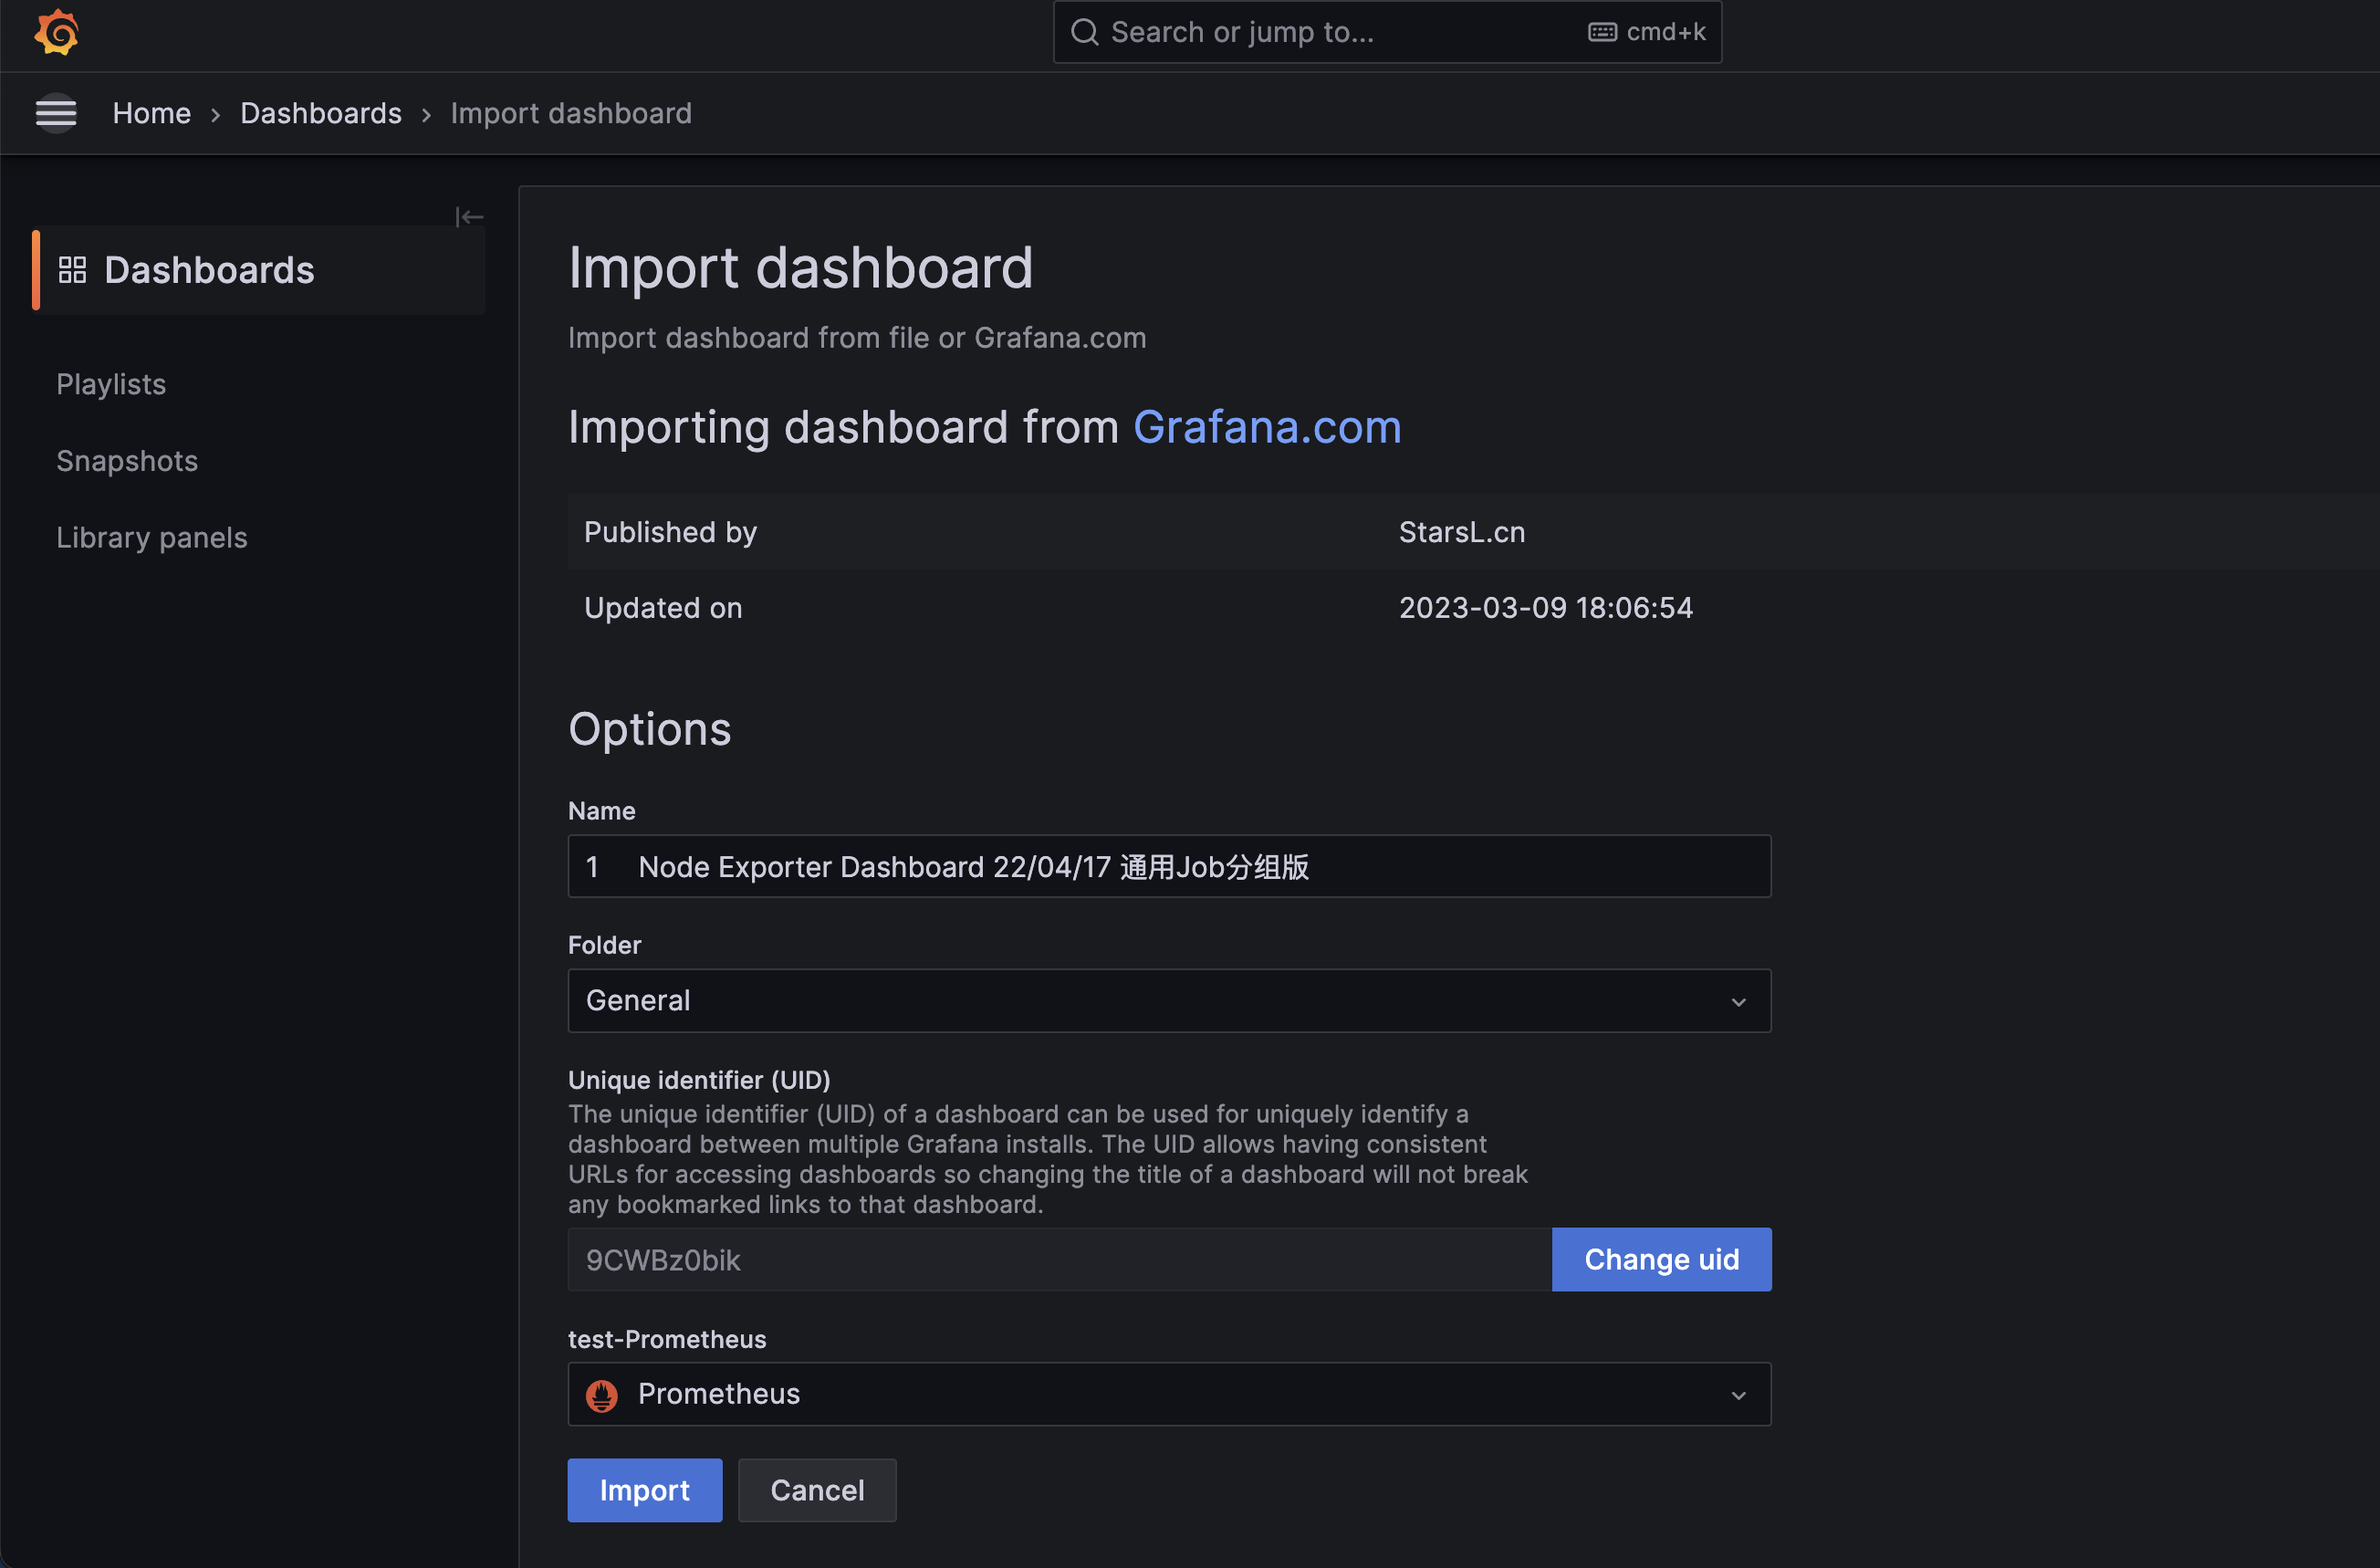 Search or jump to...
cmd+k
Home › Dashboards › Import dashboard
Dashboards
Playlists
Snapshots
Library panels
Import dashboard
Import dashboard from file or Grafana.com
Importing dashboard from Grafana.com
Published by StarsL.cn
Updated on 2023-03-09 18:06:54
Options
Name
1 Node Exporter Dashboard 22/04/17 通用Job分组版
Folder
General
Unique identifier (UID)
The unique identifier (UID) of a dashboard can be used for uniquely identify a
dashboard between multiple Grafana installs. The UID allows having consistent
URLs for accessing dashboards so changing the title of a dashboard will not break
any bookmarked links to that dashboard.
9CWBz0bik
Change uid
test-Prometheus
Prometheus
Import
Cancel